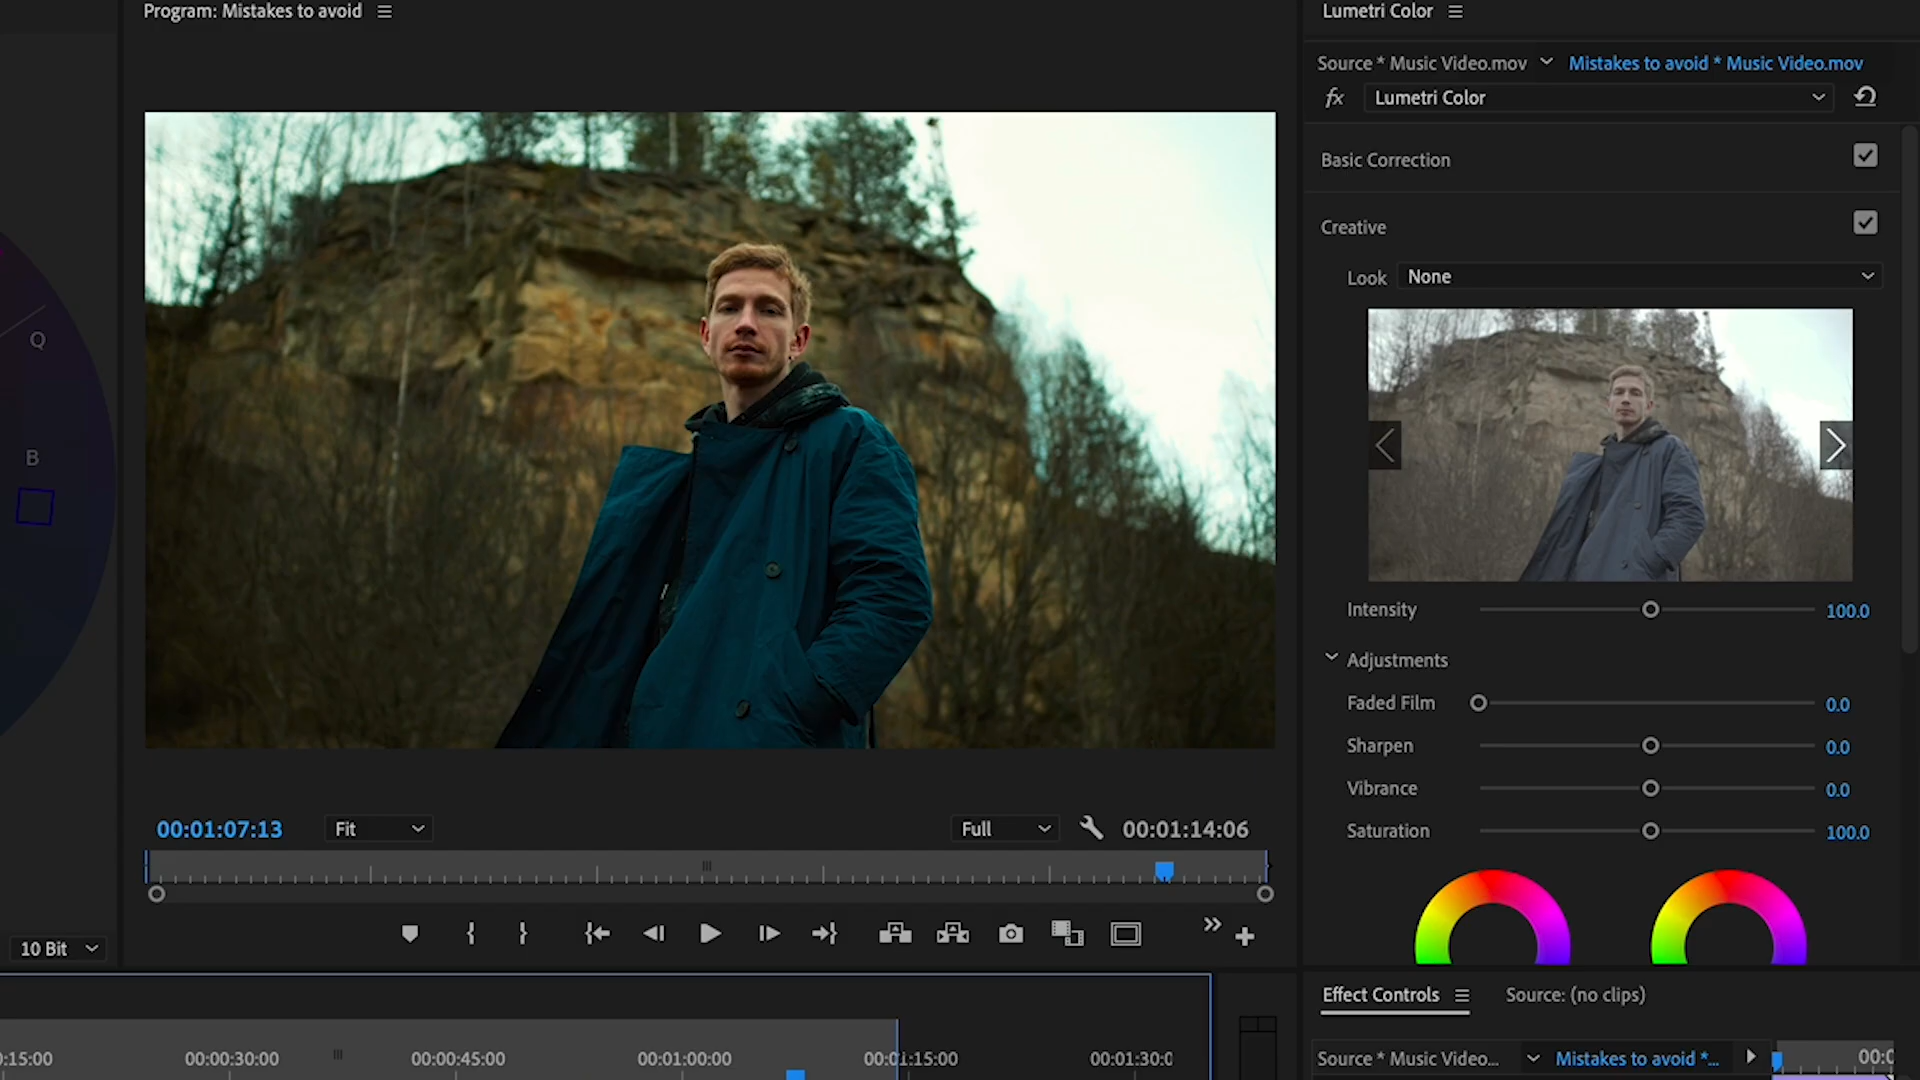 Program: Mistakes to avoid
Lumetri Color
Source * Music Video.mov
Mistakes to avoid * Music Video.mov
fx
Lumetri Color
Basic Correction
Creative
Look
None
Q
B
Intensity
100.0
Adjustments
Faded Film
0.0
Sharpen
0.0
Vibrance
0.0
Saturation
100.0
00:01:07:13
Fit
Full
00:01:14:06
10 Bit
Effect Controls
Source: (no clips)
:15:00
00:00:30:00
00:00:45:00
00:01:00:00
00:01:15:00
00:01:30:0
Source * Music Video...
Mistakes to avoid *...
00:0